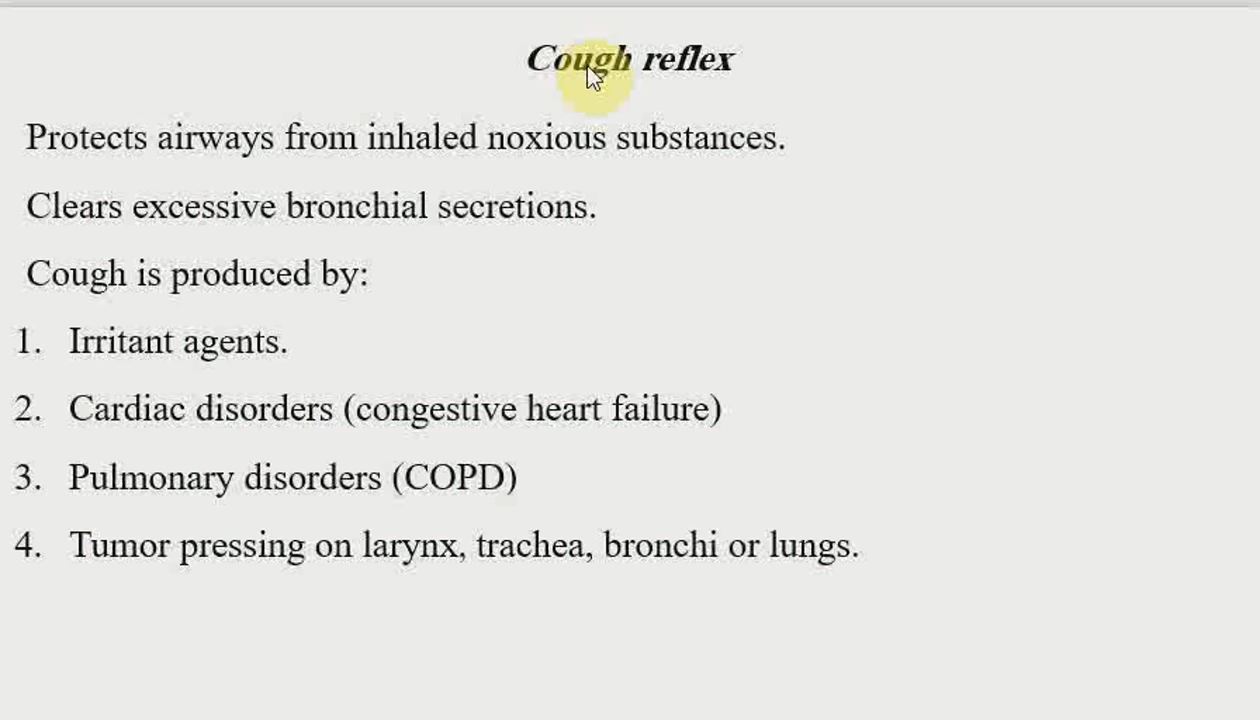 Cough reflex
Protects airways from inhaled noxious substances.
Clears excessive bronchial secretions.
Cough is produced by:
1. Irritant agents.
2. Cardiac disorders (congestive heart failure)
3. Pulmonary disorders (COPD)
4. Tumor pressing on larynx, trachea, bronchi or lungs.